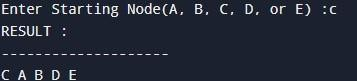 Enter Starting Node(A, B, C, D, or E) :c
RESULT :
--------------------
C A B D E